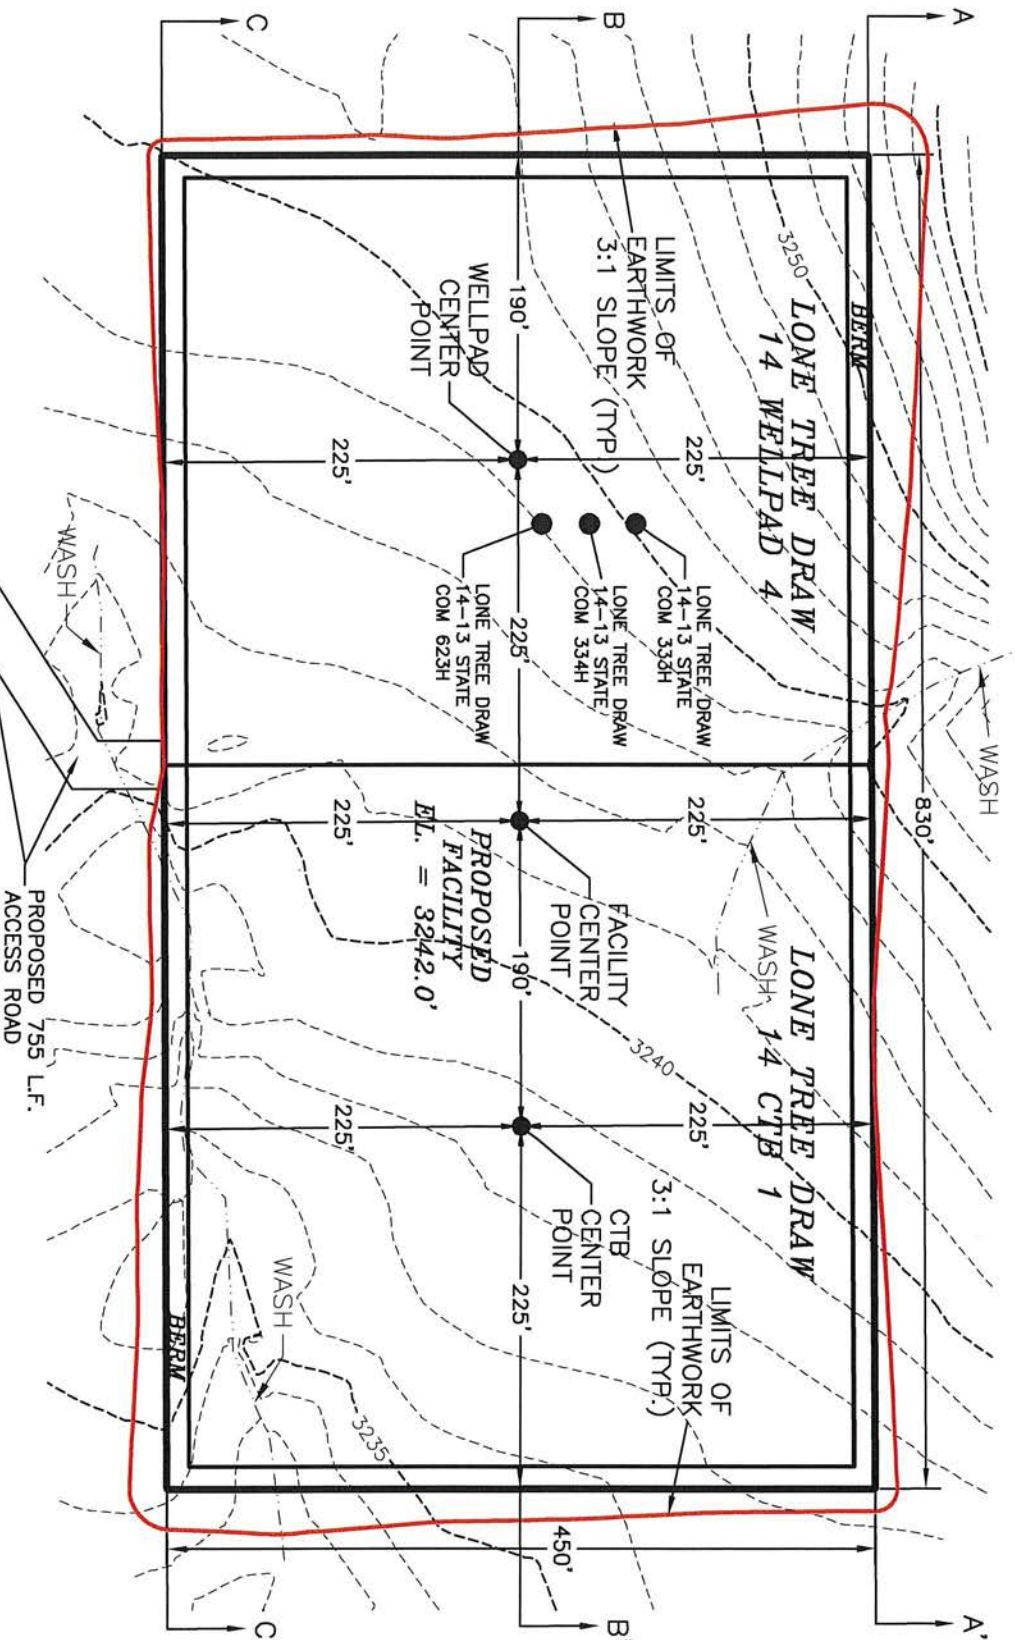 A
B
C
3250
BERM
LONE TREE DRAW
14 WELLPAD 4
LIMITS OF
EARTHWORK
3:1 SLOPE (TYP.)
WELLPAD
CENTER
POINT
190'
225'
225'
LONE TREE DRAW
14-13 STATE
COM 333H
LONE TREE DRAW
14-13 STATE
COM 334H
LONE TREE DRAW
14-13 STATE
COM 623H
225'
WASH
WASH
830'
225'
225'
PROPOSED
FACILITY
EL. = 3242.0'
FACILITY
CENTER
POINT
190'
WASH
LONE TREE DRAW
14 CTB 1
3240
PROPOSED 755 L.F.
ACCESS ROAD
225'
225'
CTB
CENTER
POINT
225'
LIMITS OF
EARTHWORK
3:1 SLOPE (TYP.)
WASH
BERM
3235
450'
A'
B'
C